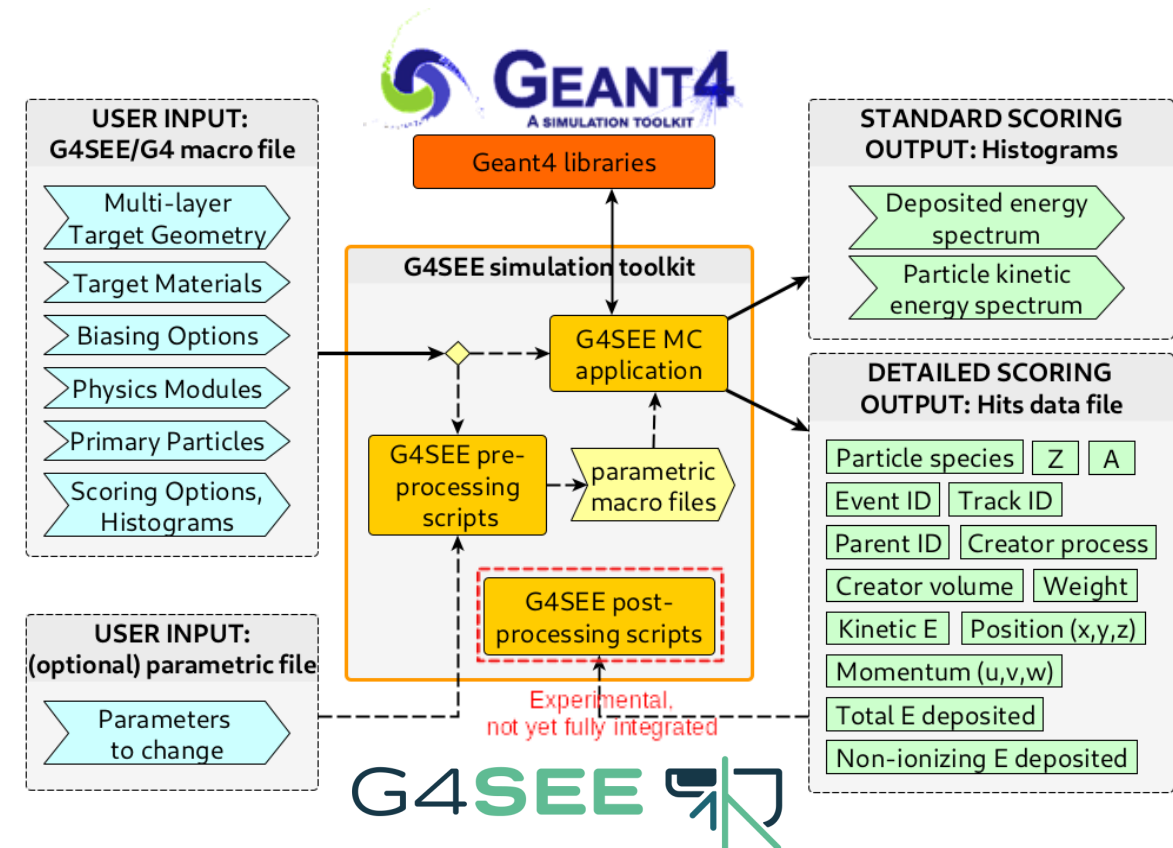 GEANT4
A SIMULATION TOOLKIT
Geant4 libraries
USER INPUT:
G4SEE/G4 macro file
Multi-layer
Target Geometry
Target Materials
Biasing Options
Physics Modules
Primary Particles
Scoring Options,
Histograms
USER INPUT:
(optional) parametric file
Parameters
to change
G4SEE simulation toolkit
G4SEE MC
application
G4SEE pre-
processing
scripts
parametric
macro files
G4SEE post-
processing scripts
Experimental,
not yet fully integrated
STANDARD SCORING
OUTPUT: Histograms
Deposited energy
spectrum
Particle kinetic
energy spectrum
DETAILED SCORING
OUTPUT: Hits data file
Particle species Z A
Event ID Track ID
Parent ID Creator process
Creator volume Weight
Kinetic E Position (x,y,z)
Momentum (u,v,w)
Total E deposited
Non-ionizing E deposited
G4SEE